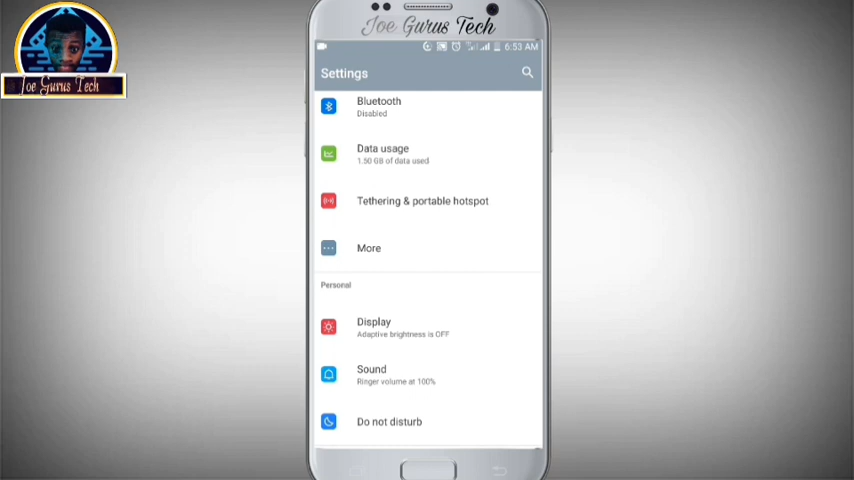 Joe Gurus Tech
Joe Gurus Tech
6:53 AM
Settings
Bluetooth
Disabled
Data usage
1.50 GB of data used
Tethering & portable hotspot
More
Personal
Display
Adaptive brightness is OFF
Sound
Ringer volume at 100%
Do not disturb